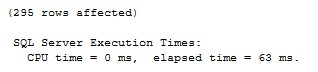 (295 rows affected)
SQL Server Execution Times:
CPU time = 0 ms,  elapsed time = 63 ms.